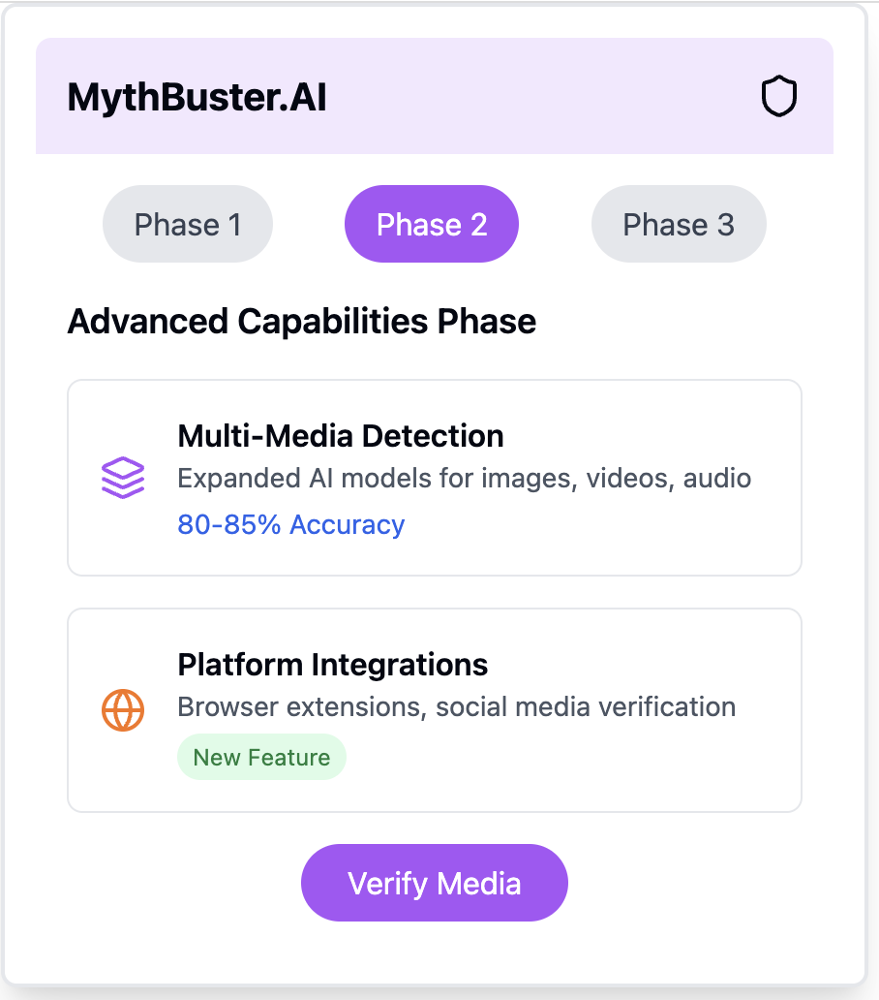 MythBuster.AI
Phase 1
Phase 2
Phase 3
Advanced Capabilities Phase
Multi-Media Detection
Expanded AI models for images, videos, audio
80-85% Accuracy
Platform Integrations
Browser extensions, social media verification
New Feature
Verify Media